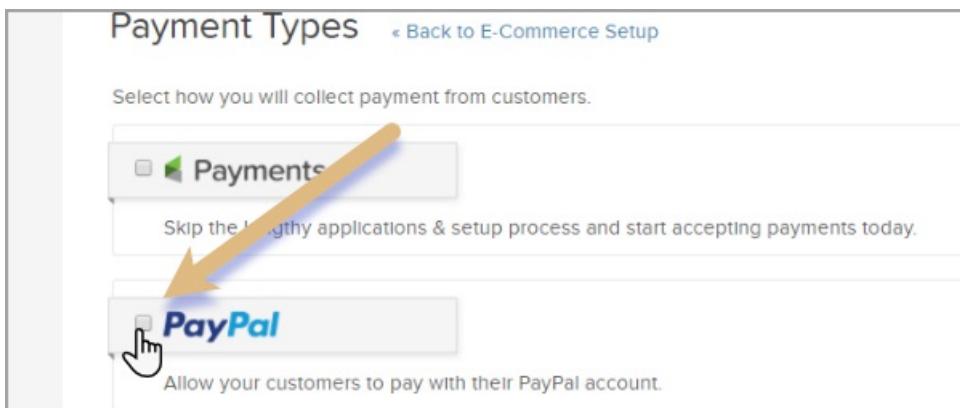 Payment Types « Back to E-Commerce Setup
Select how you will collect payment from customers.
Payments
Skip the applications & setup process and start accepting payments today.
PayPal
Allow your customers to pay with their PayPal account.